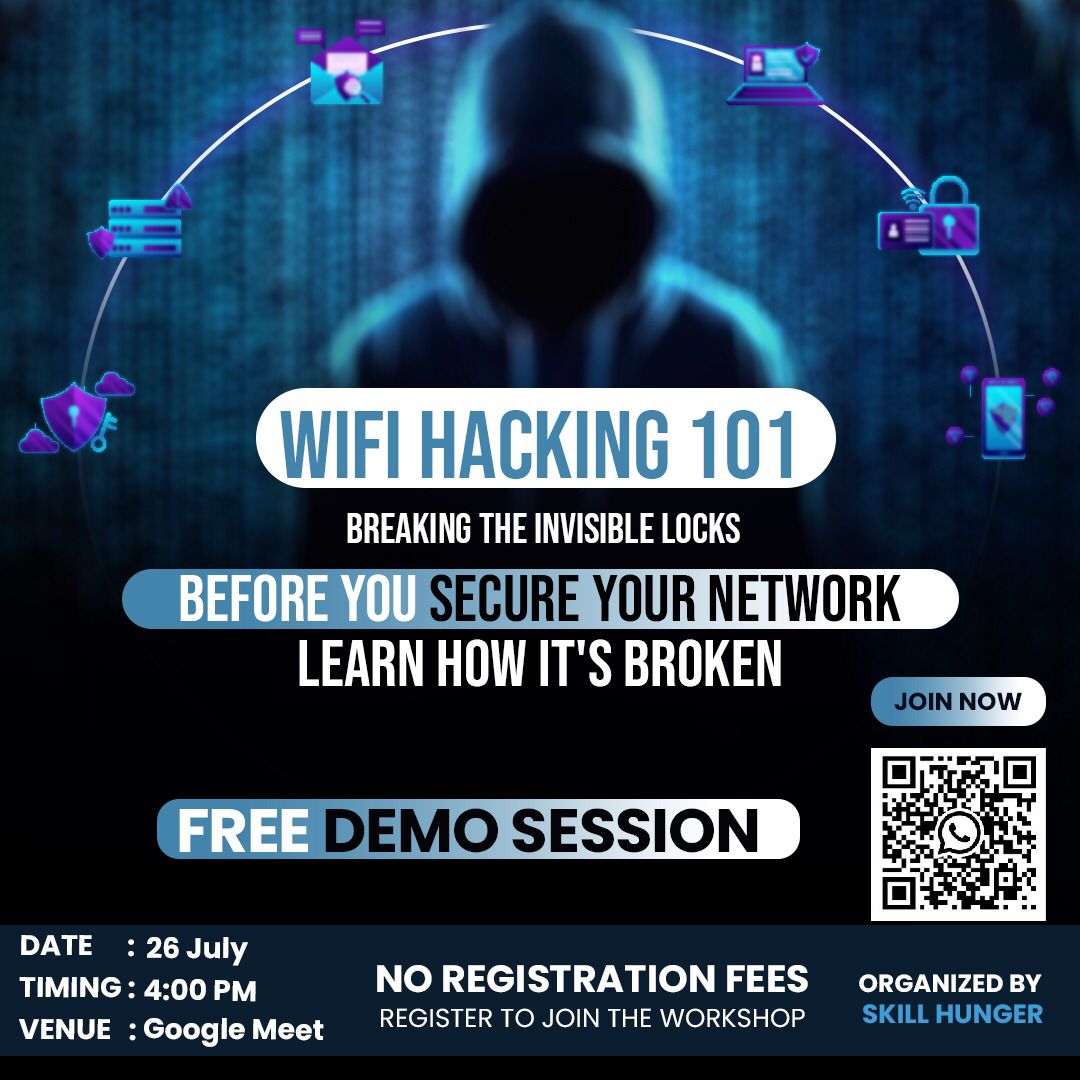 WIFI HACKING 101
BREAKING THE INVISIBLE LOCKS
BEFORE YOU SECURE YOUR NETWORK
LEARN HOW IT'S BROKEN
JOIN NOW
FREE DEMO SESSION
DATE : 26 July
TIMING : 4:00 PM
VENUE : Google Meet
NO REGISTRATION FEES
REGISTER TO JOIN THE WORKSHOP
ORGANIZED BY
SKILL HUNGER